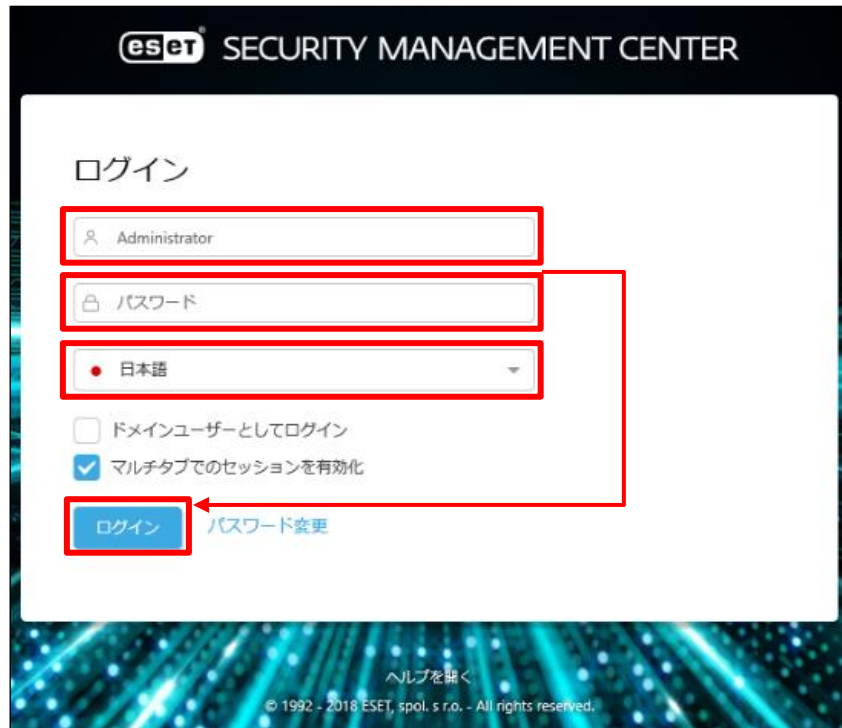 eset SECURITY MANAGEMENT CENTER
ログイン
Administrator
パスワード
日本語
ドメインユーザーとしてログイン
マルチタブでのセッションを有効化
ログイン パスワード変更
ヘルプを開く
© 1992 - 2018 ESET, spol. s r.o. - All rights reserved.